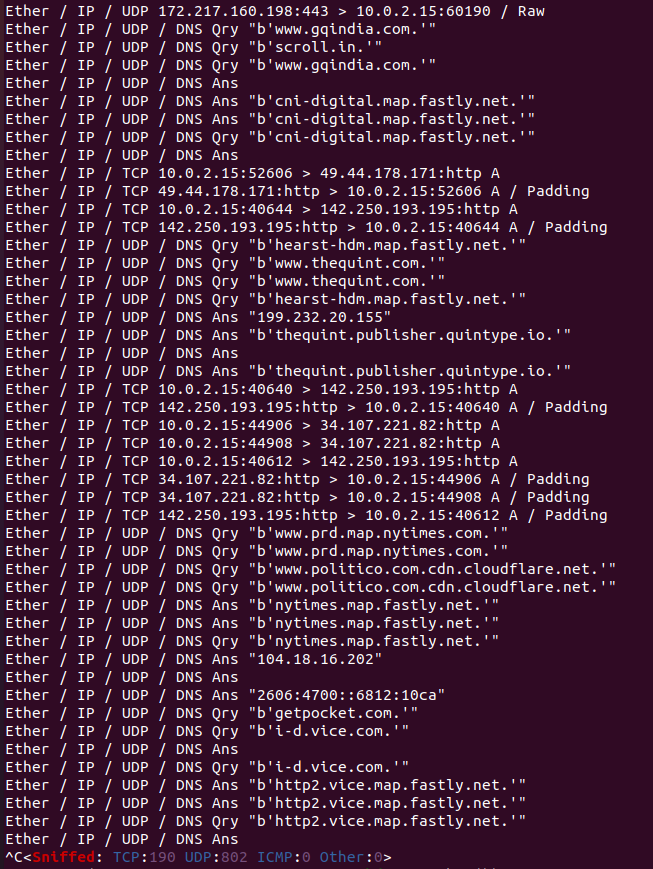 Ether / IP / UDP 172.217.160.198:443 > 10.0.2.15:60190 / Raw
Ether / IP / UDP / DNS Qry "b'www.gqindia.com.'"
Ether / IP / UDP / DNS Qry "b'scroll.in.'"
Ether / IP / UDP / DNS Qry "b'www.gqindia.com.'"
Ether / IP / UDP / DNS Ans
Ether / IP / UDP / DNS Ans "b'cni-digital.map.fastly.net.'"
Ether / IP / UDP / DNS Ans "b'cni-digital.map.fastly.net.'"
Ether / IP / UDP / DNS Qry "b'cni-digital.map.fastly.net.'"
Ether / IP / UDP / DNS Ans
Ether / IP / TCP 10.0.2.15:52606 > 49.44.178.171:http A
Ether / IP / TCP 49.44.178.171:http > 10.0.2.15:52606 A / Padding
Ether / IP / TCP 10.0.2.15:40644 > 142.250.193.195:http A
Ether / IP / TCP 142.250.193.195:http > 10.0.2.15:40644 A / Padding
Ether / IP / UDP / DNS Qry "b'hearst-hdm.map.fastly.net.'"
Ether / IP / UDP / DNS Qry "b'www.thequint.com.'"
Ether / IP / UDP / DNS Qry "b'www.thequint.com.'"
Ether / IP / UDP / DNS Qry "b'hearst-hdm.map.fastly.net.'"
Ether / IP / UDP / DNS Ans "199.232.20.155"
Ether / IP / UDP / DNS Ans "b'thequint.publisher.quintype.io.'"
Ether / IP / UDP / DNS Ans
Ether / IP / UDP / DNS Ans "b'thequint.publisher.quintype.io.'"
Ether / IP / TCP 10.0.2.15:40640 > 142.250.193.195:http A
Ether / IP / TCP 142.250.193.195:http > 10.0.2.15:40640 A / Padding
Ether / IP / TCP 10.0.2.15:44906 > 34.107.221.82:http A
Ether / IP / TCP 10.0.2.15:44908 > 34.107.221.82:http A
Ether / IP / TCP 10.0.2.15:40612 > 142.250.193.195:http A
Ether / IP / TCP 34.107.221.82:http > 10.0.2.15:44906 A / Padding
Ether / IP / TCP 34.107.221.82:http > 10.0.2.15:44908 A / Padding
Ether / IP / TCP 142.250.193.195:http > 10.0.2.15:40612 A / Padding
Ether / IP / UDP / DNS Qry "b'www.prd.map.nytimes.com.'"
Ether / IP / UDP / DNS Qry "b'www.prd.map.nytimes.com.'"
Ether / IP / UDP / DNS Qry "b'www.politico.com.cdn.cloudflare.net.'"
Ether / IP / UDP / DNS Qry "b'www.politico.com.cdn.cloudflare.net.'"
Ether / IP / UDP / DNS Ans "b'nytimes.map.fastly.net.'"
Ether / IP / UDP / DNS Ans "b'nytimes.map.fastly.net.'"
Ether / IP / UDP / DNS Qry "b'nytimes.map.fastly.net.'"
Ether / IP / UDP / DNS Ans "104.18.16.202"
Ether / IP / UDP / DNS Ans
Ether / IP / UDP / DNS Ans "2606:4700::6812:10ca"
Ether / IP / UDP / DNS Qry "b'getpocket.com.'"
Ether / IP / UDP / DNS Qry "b'i-d.vice.com.'"
Ether / IP / UDP / DNS Ans
Ether / IP / UDP / DNS Qry "b'i-d.vice.com.'"
Ether / IP / UDP / DNS Ans "b'http2.vice.map.fastly.net.'"
Ether / IP / UDP / DNS Ans "b'http2.vice.map.fastly.net.'"
Ether / IP / UDP / DNS Qry "b'http2.vice.map.fastly.net.'"
Ether / IP / UDP / DNS Ans
^C<Sniffed: TCP:190 UDP:802 ICMP:0 Other:0>